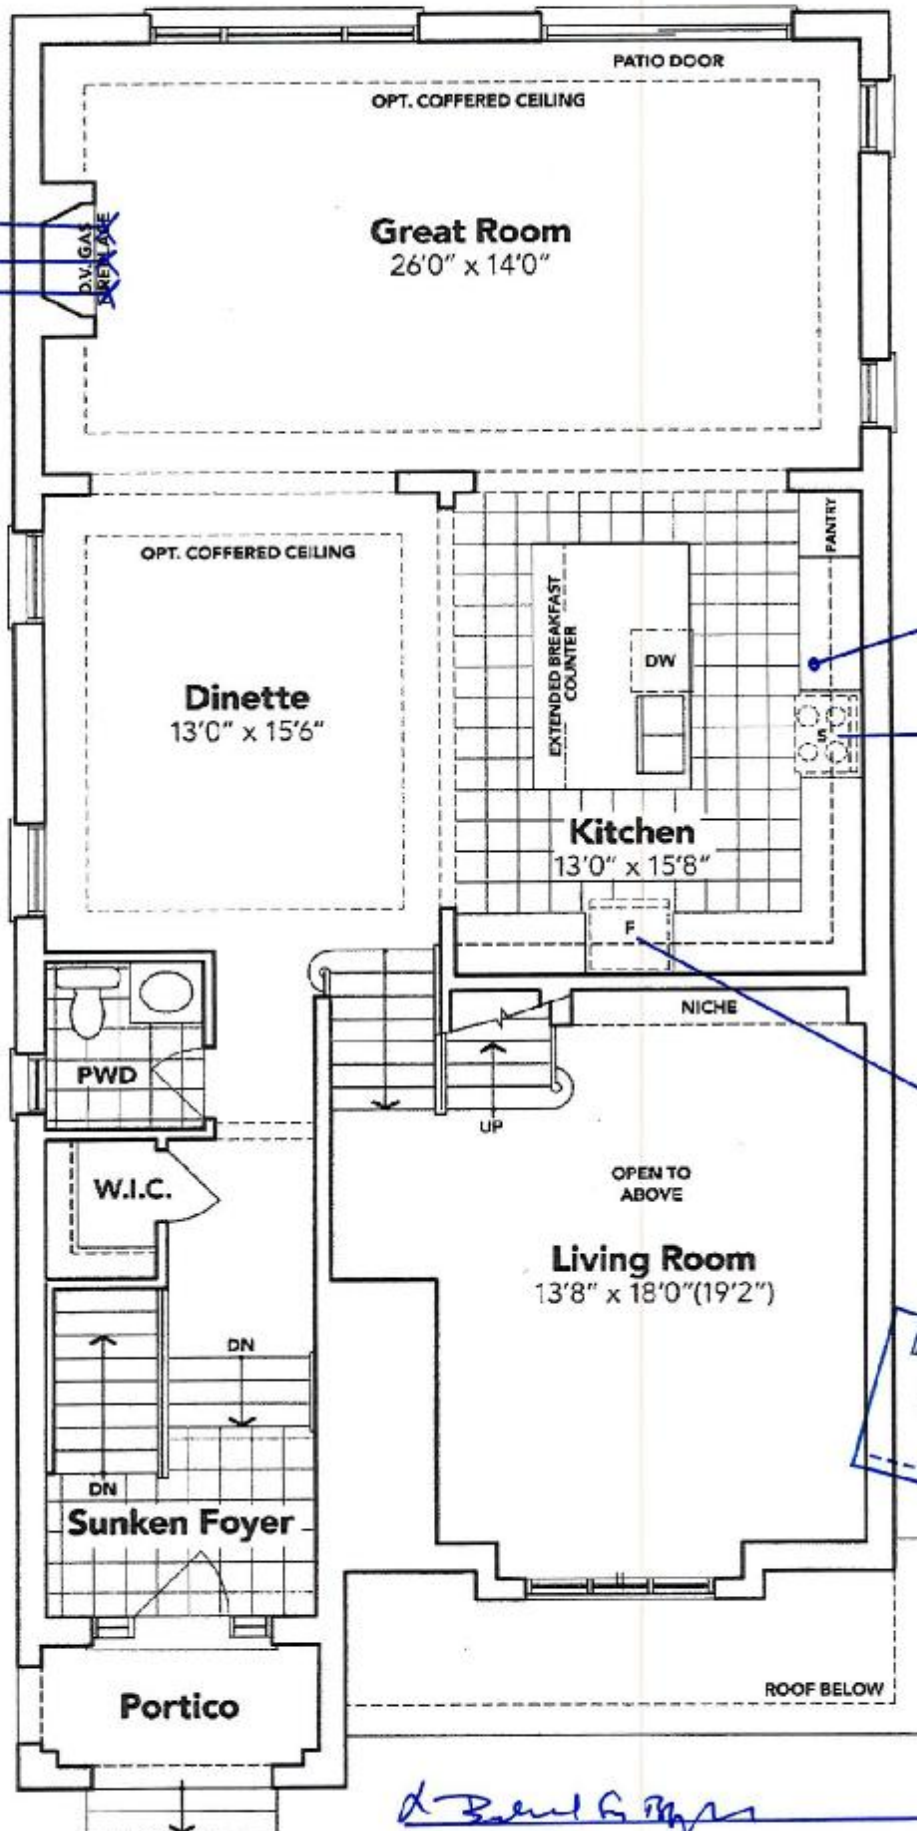 PATIO DOOR
OPT. COFFERED CEILING
D.V. GAS
FIREPLACE
Great Room
26'0" x 14'0"
OPT. COFFERED CEILING
PANTRY
EXTENDED BREAKFAST
COUNTER
DW
Dinette
13'0" x 15'6"
S
Kitchen
13'0" x 15'8"
F
NICHE
PWD
UP
W.I.C.
OPEN TO
ABOVE
Living Room
13'8" x 18'0"(19'2")
DN
DN
Sunken Foyer
ROOF BELOW
Portico